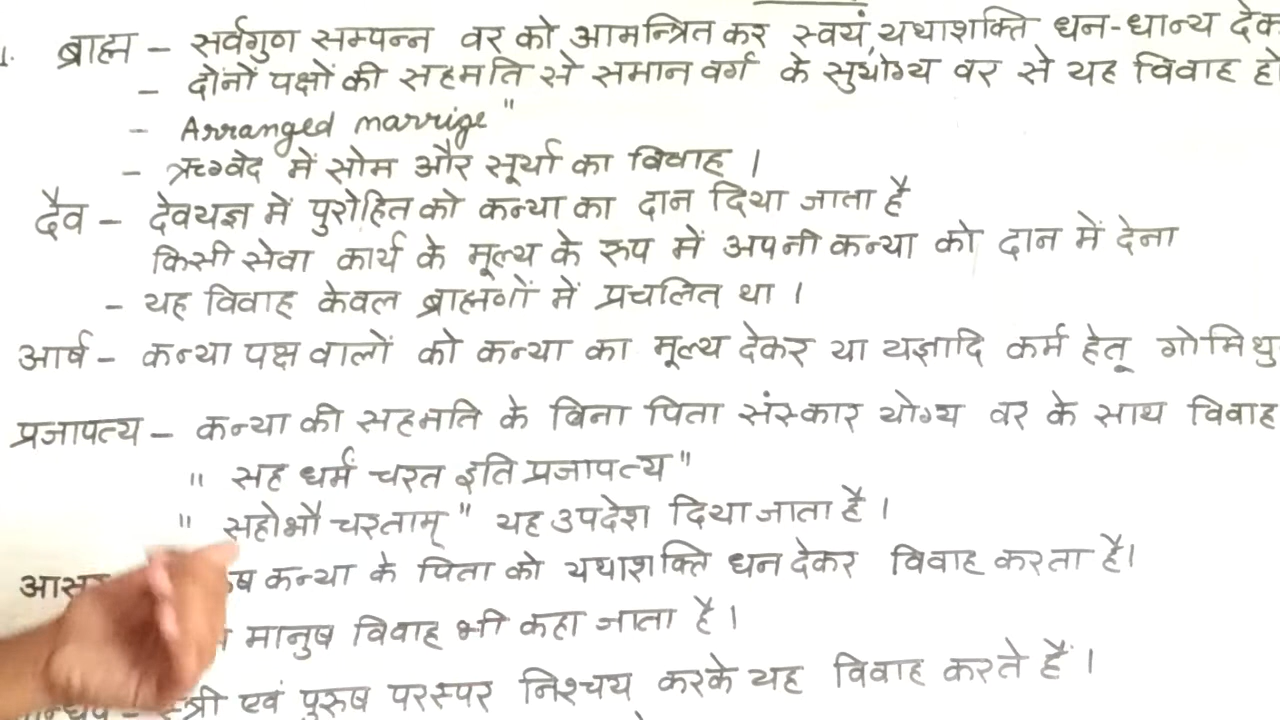 1. ब्राह्म – सर्वगुण सम्पन्न वर को आमन्त्रित कर स्वयं, यथाशक्ति धन-धान्य देक
– दोनों पक्षों की सहमति से समान वर्ग के सुयोग्य वर से यह विवाह हो
– Arranged marrige"
– ऋग्वेद में सोम और सूर्या का विवाह ।
दैव – देवयज्ञ में पुरोहित को कन्या का दान दिया जाता है
किसी सेवा कार्य के मूल्य के रुप में अपनी कन्या को दान में देना
– यह विवाह केवल ब्राह्मणों में प्रचलित था ।
आर्ष – कन्या पक्ष वालों को कन्या का मूल्य देकर या यज्ञादि कर्म हेतू गोमिथु
प्रजापत्य – कन्या की सहमति के बिना पिता संस्कार योग्य वर के साथ विवाह
" सह धर्मं चरत इति प्रजापत्य"
" सहोभौ चरताम्" यह उपदेश दिया जाता है ।
कन्या के पिता को यथाशक्ति धन देकर विवाह करता है।
मानुष विवाह भी कहा जाता है ।
स्त्री एवं पुरुष परस्पर निश्चय करके यह विवाह करते हैं ।